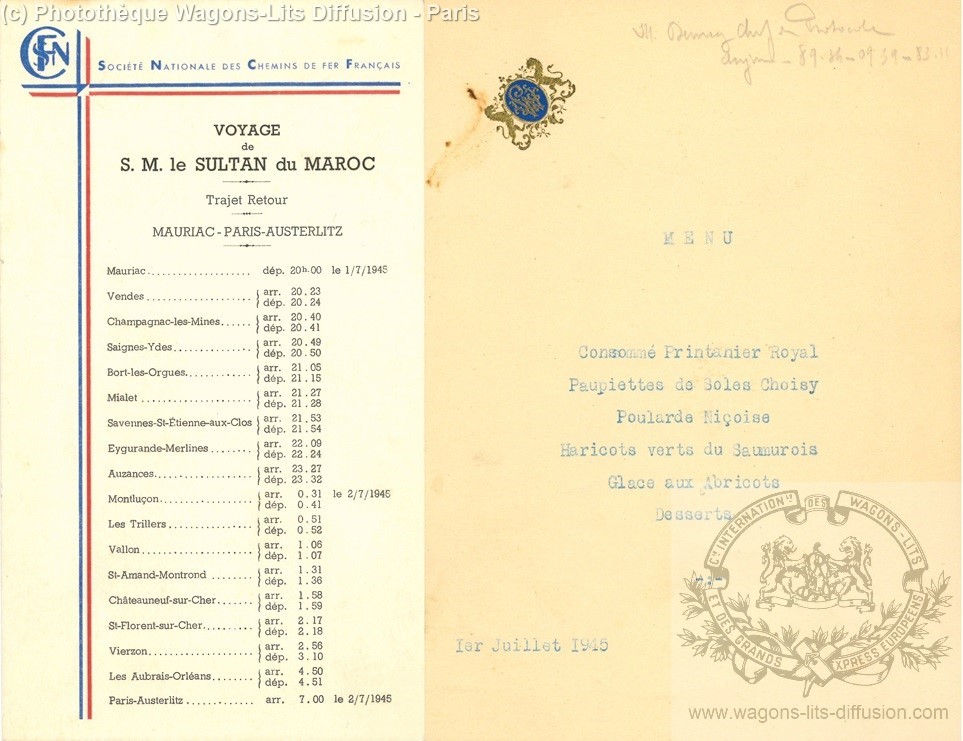 (c) Photothèque Wagons-Lits Diffusion - Paris
SNCF
SOCIÉTÉ NATIONALE DES CHEMINS DE FER FRANÇAIS
VOYAGE
de
S. M. le SULTAN du MAROC
Trajet Retour
MAURIAC - PARIS-AUSTERLITZ
Mauriac................... dép. 20h.00 le 1/7/1945
Vendes ................... { arr. 20.23
dép. 20.24
Champagnac-les-Mines...... { arr. 20.40
dép. 20.41
Saignes-Ydes.............. { arr. 20.49
dép. 20.50
Bort-les-Orgues........... { arr. 21.05
dép. 21.15
Mialet ................... { arr. 21.27
dép. 21.28
Savennes-St-Étienne-aux-Clos { arr. 21.53
dép. 21.54
Eygurande-Merlines ....... { arr. 22.09
dép. 22.24
Auzances.................. { arr. 23.27
dép. 23.32
Montluçon................. { arr. 0.31 le 2/7/1945
dép. 0.41
Les Trillers.............. { arr. 0.51
dép. 0.52
Vallon.................... { arr. 1.06
dép. 1.07
St-Amand-Montrond ........ { arr. 1.31
dép. 1.36
Châteauneuf-sur-Cher...... { arr. 1.58
dép. 1.59
St-Florent-sur-Cher....... { arr. 2.17
dép. 2.18
Vierzon................... { arr. 2.56
dép. 3.10
Les Aubrais-Orléans....... { arr. 4.50
dép. 4.51
Paris-Austerlitz ............. arr. 7.00 le 2/7/1945
M. Chef du Protocole
89-86-09 39-83.11
MENU
Consommé Printanier Royal
Paupiettes de Soles Choisy
Poularde Niçoise
Haricots verts du Saumurois
Glace aux Abricots
Desserts
-:-
1er Juillet 1945
Cie INTERNATIONALE DES WAGONS-LITS
ET DES GRANDS EXPRESS EUROPÉENS
www.wagons-lits-diffusion.com